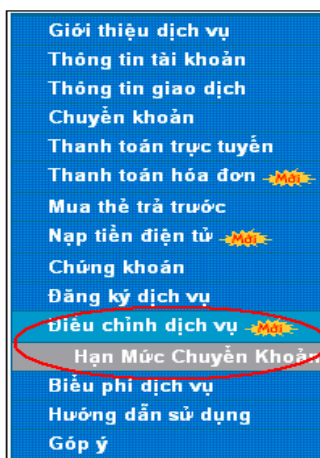 Giới thiệu dịch vụ
Thông tin tài khoản
Thông tin giao dịch
Chuyển khoản
Thanh toán trực tuyến
Thanh toán hóa đơn Mới
Mua thẻ trả trước
Nạp tiền điện tử Mới
Chứng khoán
Đăng ký dịch vụ
Điều chỉnh dịch vụ Mới
Hạn Mức Chuyển Khoản
Biểu phí dịch vụ
Hướng dẫn sử dụng
Góp ý